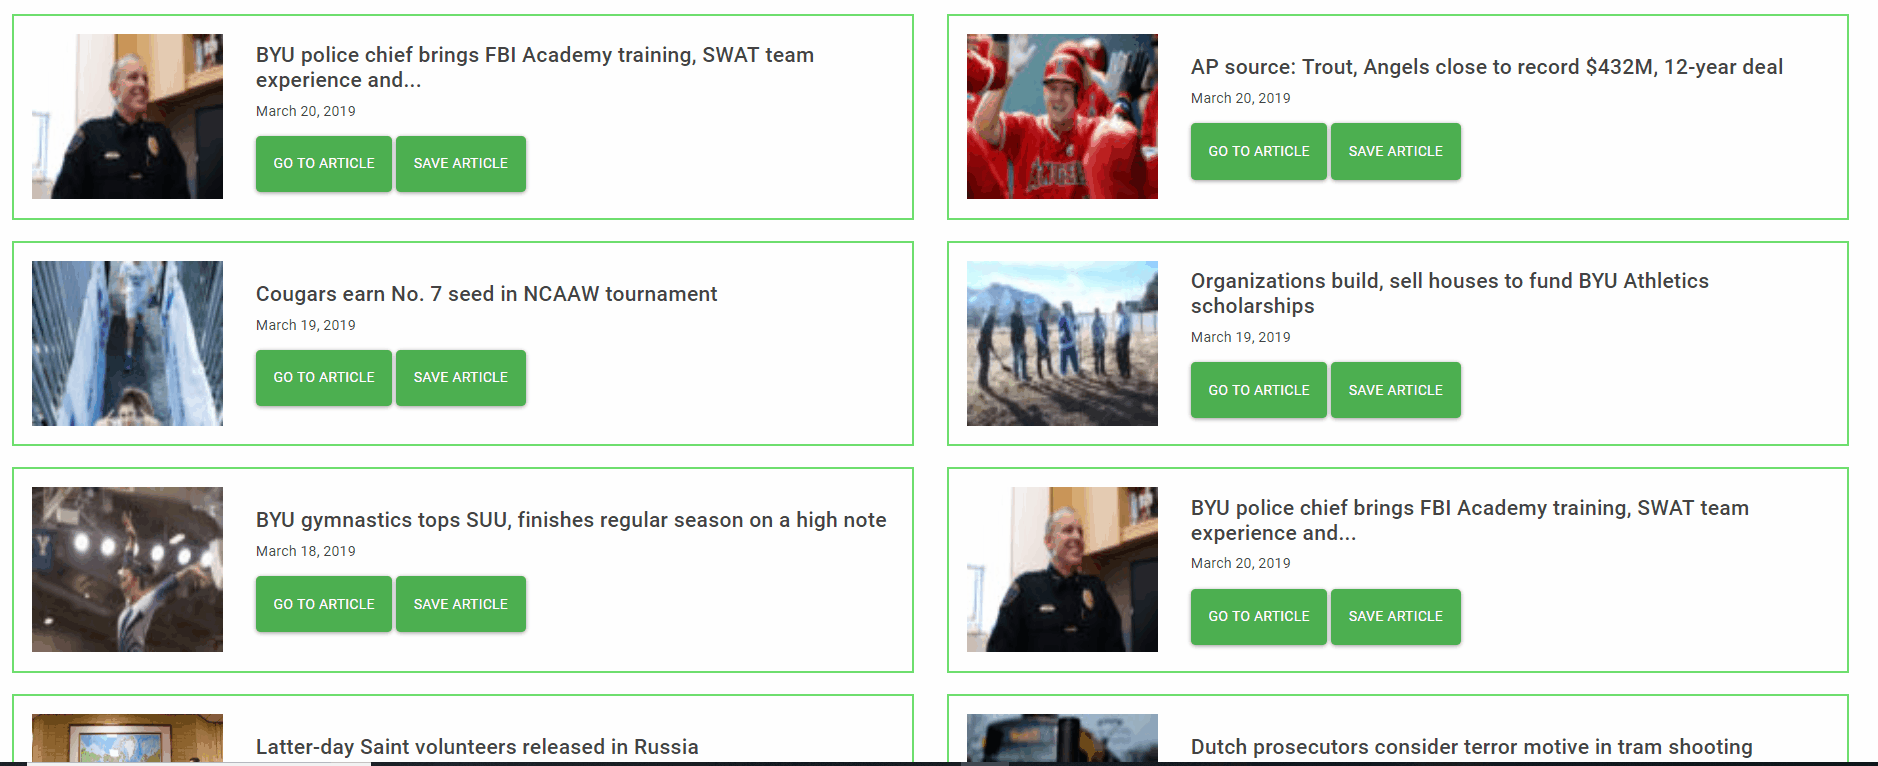 BYU police chief brings FBI Academy training, SWAT team
experience and...
March 20, 2019
GO TO ARTICLE SAVE ARTICLE
AP source: Trout, Angels close to record $432M, 12-year deal
March 20, 2019
GO TO ARTICLE SAVE ARTICLE
ANGELS
Cougars earn No. 7 seed in NCAAW tournament
March 19, 2019
GO TO ARTICLE SAVE ARTICLE
Organizations build, sell houses to fund BYU Athletics
scholarships
March 19, 2019
GO TO ARTICLE SAVE ARTICLE
Y
BYU gymnastics tops SUU, finishes regular season on a high note
March 18, 2019
GO TO ARTICLE SAVE ARTICLE
BYU police chief brings FBI Academy training, SWAT team
experience and...
March 20, 2019
GO TO ARTICLE SAVE ARTICLE
Latter-day Saint volunteers released in Russia
Dutch prosecutors consider terror motive in tram shooting